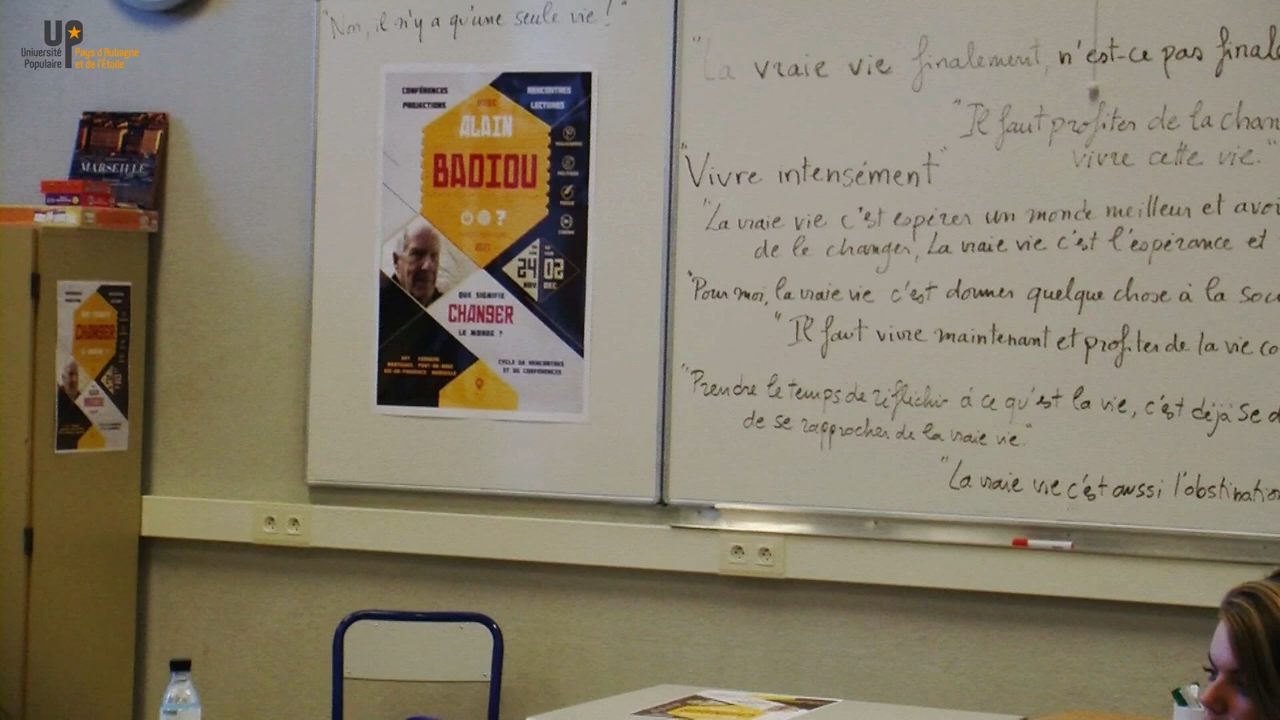 UP
Université
Populaire
Pays d'Aubagne
et de l'Étoile
"Non, il n'y a qu'une seule vie !"
MARSEILLE
CONFÉRENCES
PROJECTIONS
RENCONTRES
LECTURES
AVEC
ALAIN
BADIOU
24
NOV
02
DEC.
QUE SIGNIFIE
CHANGER
LE MONDE ?
CYCLE DE RENCONTRES
ET DE CONFÉRENCES
CHANGER
"La vraie vie finalement, n'est-ce pas finale
"Il faut profiter de la chan
vivre cette vie."
"Vivre intensément"
"La vraie vie c'est espérer un monde meilleur et avoi
de le changer, La vraie vie c'est l'espérance et
"Pour moi, la vraie vie c'est donner quelque chose à la soc
"Il faut vivre maintenant et profiter de la vie co
"Prendre le temps de réfléchir á ce qu'est la vie, c'est déjà se d
de se rapprocher de la vraie vie."
"La vraie vie c'est aussi l'obstination